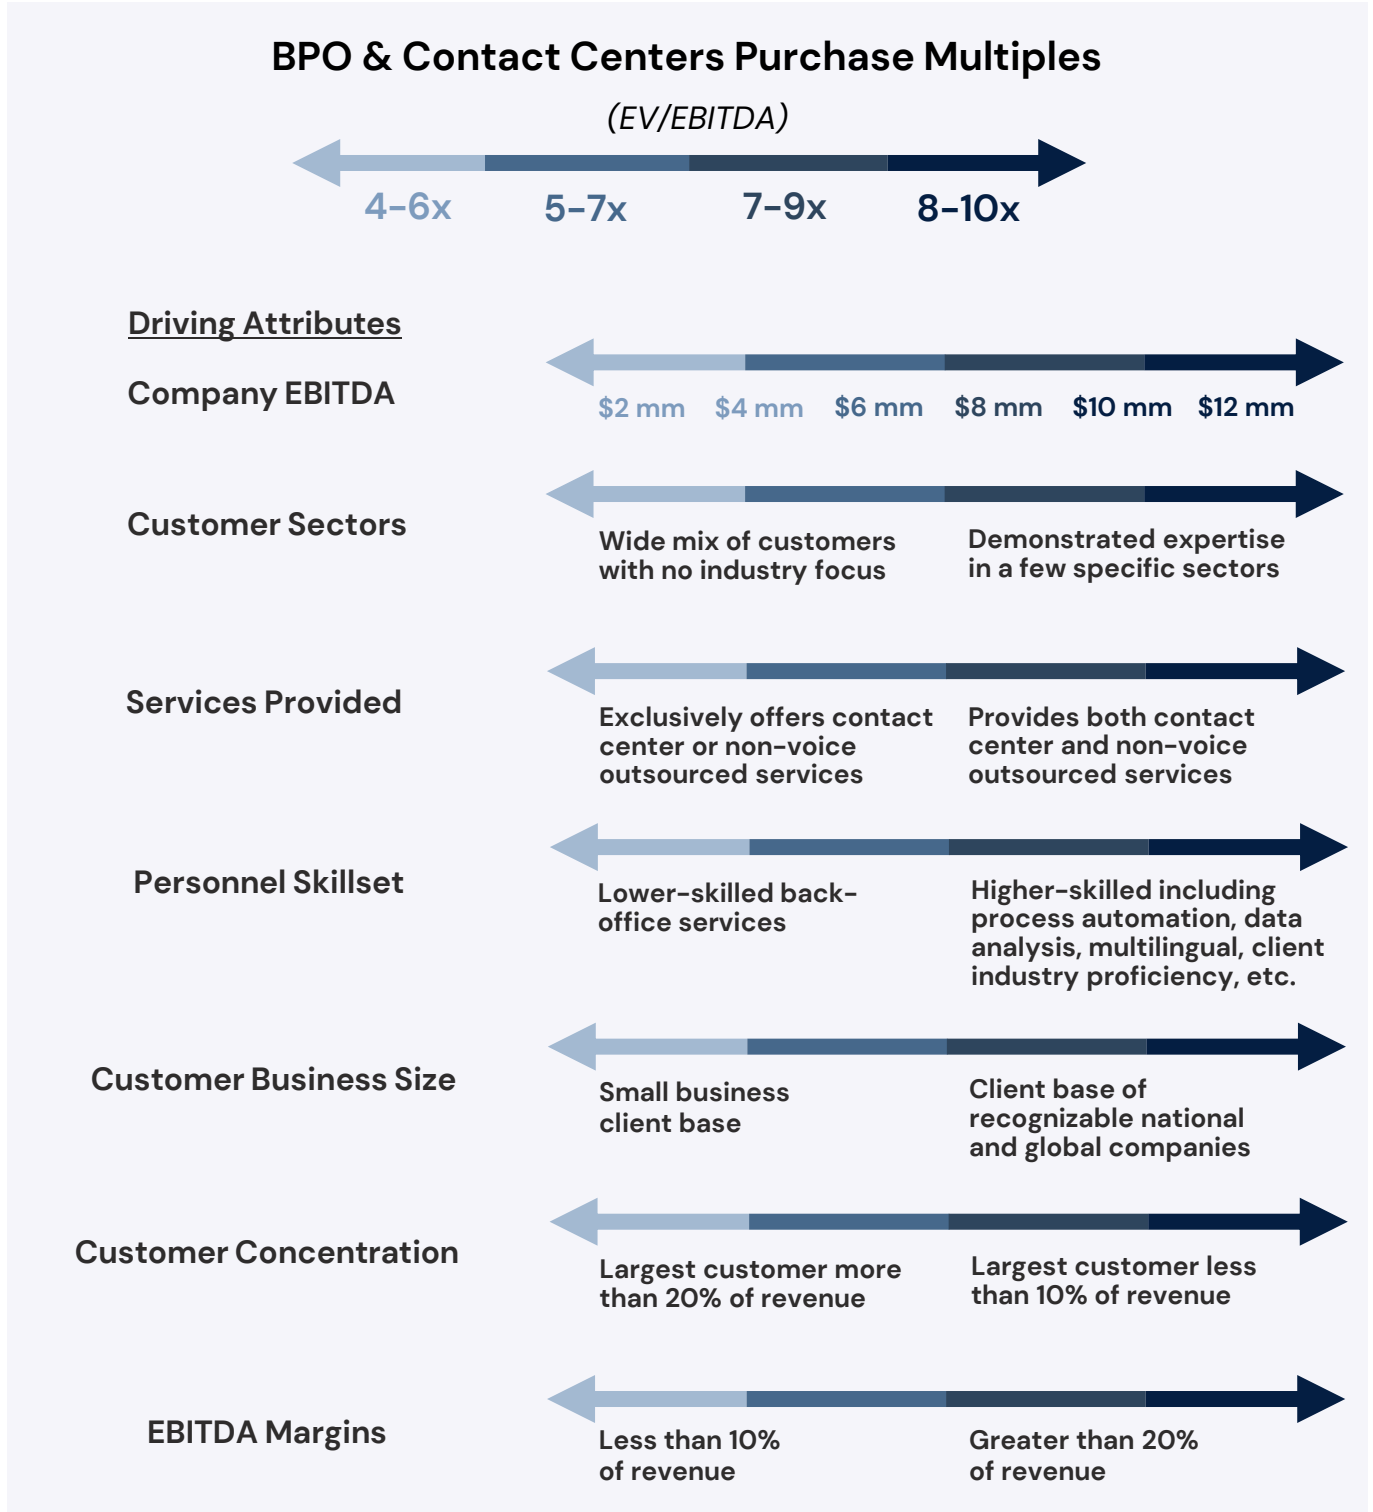 BPO & Contact Centers Purchase Multiples
(EV/EBITDA)
4-6x 5-7x 7-9x 8-10x
Driving Attributes
Company EBITDA
$2 mm $4 mm $6 mm $8 mm $10 mm $12 mm
Customer Sectors
Wide mix of customers
with no industry focus
Demonstrated expertise
in a few specific sectors
Services Provided
Exclusively offers contact
center or non-voice
outsourced services
Provides both contact
center and non-voice
outsourced services
Personnel Skillset
Lower-skilled back-
office services
Higher-skilled including
process automation, data
analysis, multilingual, client
industry proficiency, etc.
Customer Business Size
Small business
client base
Client base of
recognizable national
and global companies
Customer Concentration
Largest customer more
than 20% of revenue
Largest customer less
than 10% of revenue
EBITDA Margins
Less than 10%
of revenue
Greater than 20%
of revenue